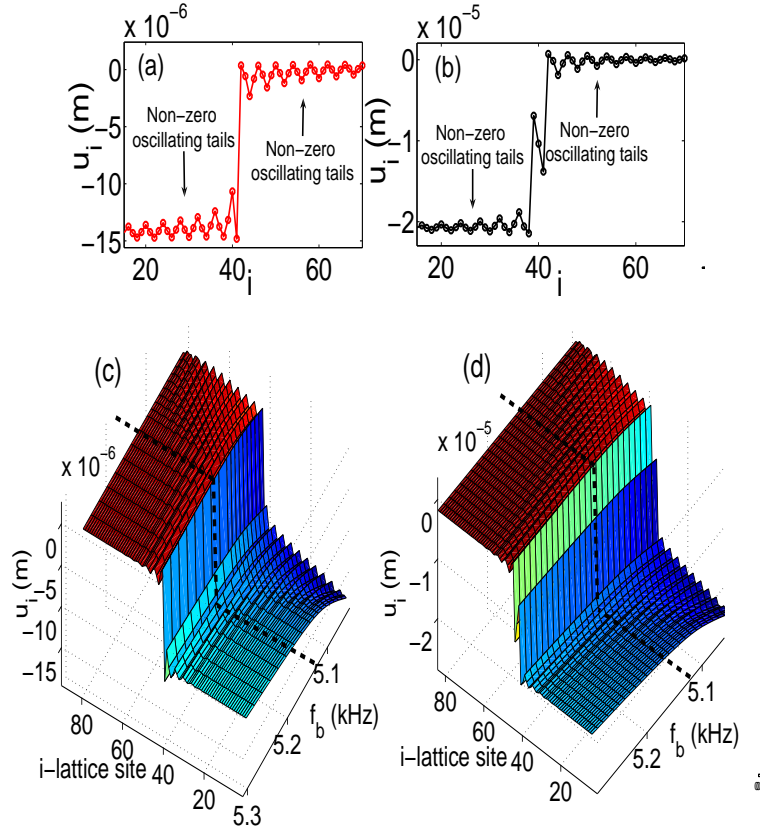 x 10⁻⁶
(a)
0
−5
−10
−15
u_i (m)
Non−zero
oscillating tails
Non−zero
oscillating tails
20
40
60
i
x 10⁻⁵
(b)
0
−1
−2
u_i (m)
Non−zero
oscillating tails
Non−zero
oscillating tails
20
40
60
i
(c)
x 10⁻⁶
0
−5
−10
−15
u_i (m)
80
60
40
20
i−lattice site
5.1
5.2
5.3
f_b (kHz)
(d)
x 10⁻⁵
0
−1
−2
u_i (m)
80
60
40
20
i−lattice site
5.1
5.2
f_b (kHz)